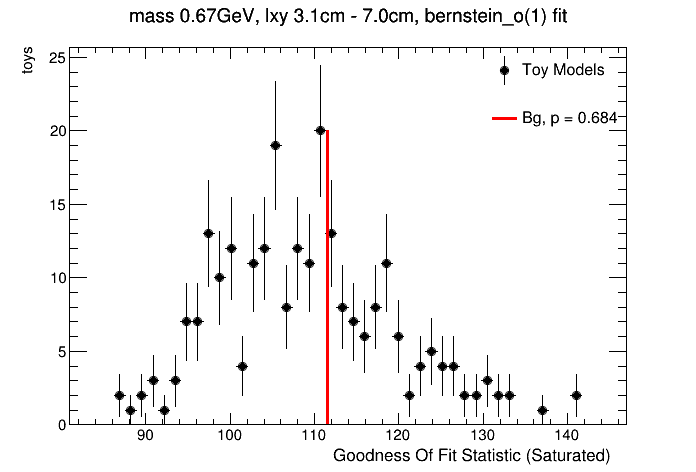 mass 0.67GeV, lxy 3.1cm - 7.0cm, bernstein_o(1) fit
toys
25
20
15
10
5
0
Toy Models
Bg, p = 0.684
90
100
110
120
130
140
Goodness Of Fit Statistic (Saturated)